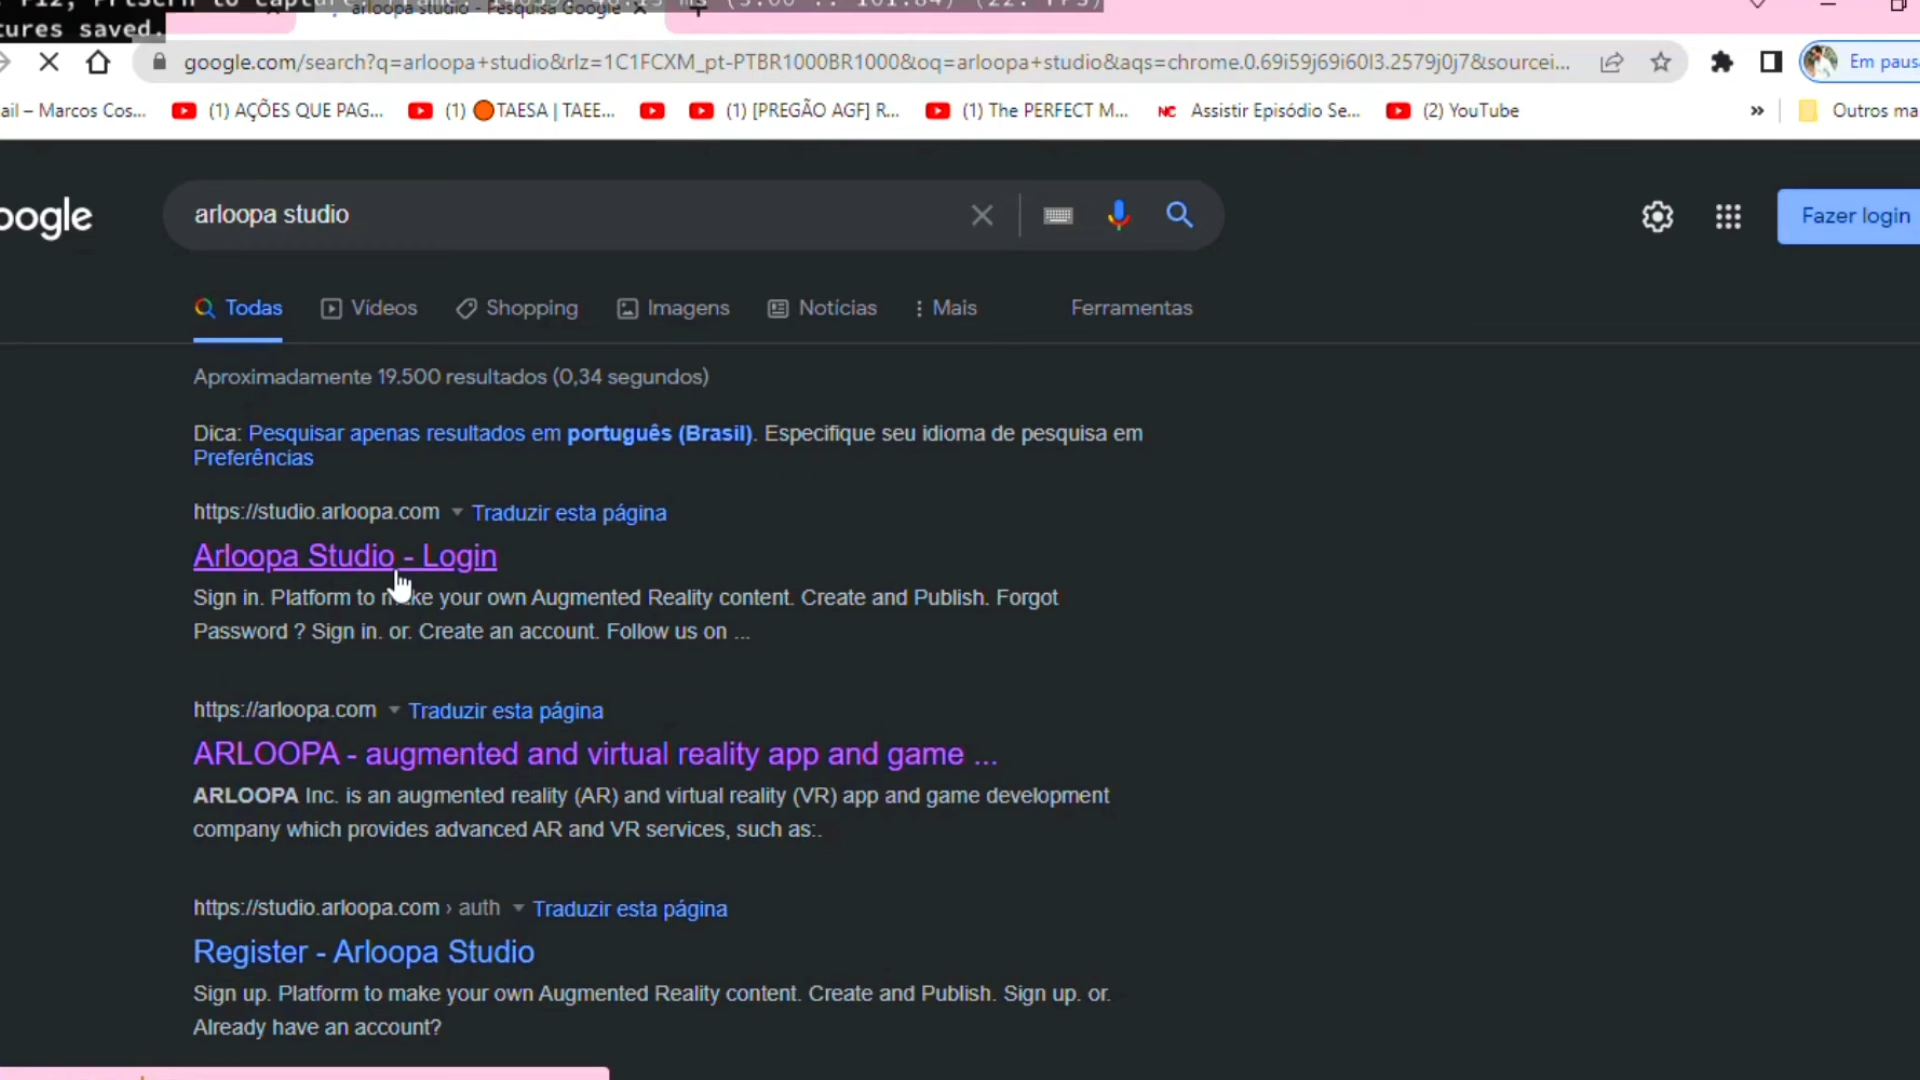 arloopa studio - Pesquisa Google
tures saved.
google.com/search?q=arloopa+studio&rlz=1C1FCXM_pt-PTBR1000BR1000&oq=arloopa+studio&aqs=chrome.0.69i59j69i60l3.2579j0j7&sourcei...
Em paus
ail – Marcos Cos...
(1) AÇÕES QUE PAG...
(1) TAESA | TAEE...
(1) [PREGÃO AGF] R...
(1) The PERFECT M...
NC Assistir Episódio Se...
(2) YouTube
»
Outros ma
oogle
arloopa studio
Fazer login
Todas
Vídeos
Shopping
Imagens
Notícias
Mais
Ferramentas
Aproximadamente 19.500 resultados (0,34 segundos)
Dica: Pesquisar apenas resultados em português (Brasil). Especifique seu idioma de pesquisa em
Preferências
https://studio.arloopa.com Traduzir esta página
Arloopa Studio - Login
Sign in. Platform to make your own Augmented Reality content. Create and Publish. Forgot
Password ? Sign in. or. Create an account. Follow us on ...
https://arloopa.com Traduzir esta página
ARLOOPA - augmented and virtual reality app and game ...
ARLOOPA Inc. is an augmented reality (AR) and virtual reality (VR) app and game development
company which provides advanced AR and VR services, such as:.
https://studio.arloopa.com › auth Traduzir esta página
Register - Arloopa Studio
Sign up. Platform to make your own Augmented Reality content. Create and Publish. Sign up. or.
Already have an account?